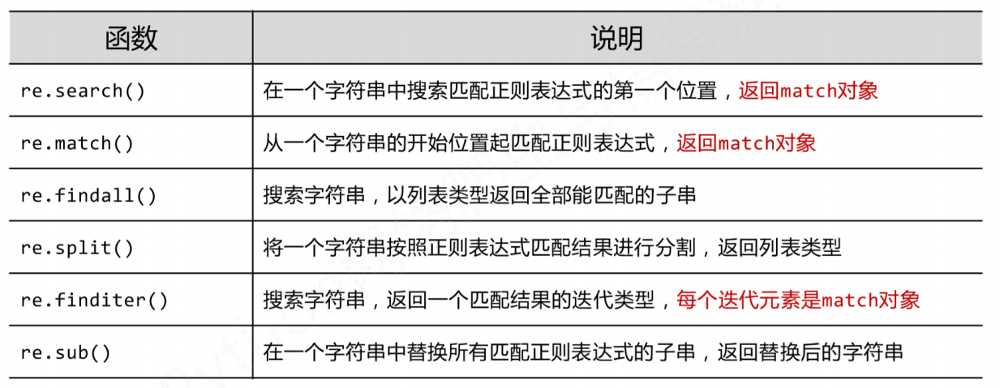 函数 说明
re.search() 在一个字符串中搜索匹配正则表达式的第一个位置，返回match对象
re.match() 从一个字符串的开始位置起匹配正则表达式，返回match对象
re.findall() 搜索字符串，以列表类型返回全部能匹配的子串
re.split() 将一个字符串按照正则表达式匹配结果进行分割，返回列表类型
re.finditer() 搜索字符串，返回一个匹配结果的迭代类型，每个迭代元素是match对象
re.sub() 在一个字符串中替换所有匹配正则表达式的子串，返回替换后的字符串